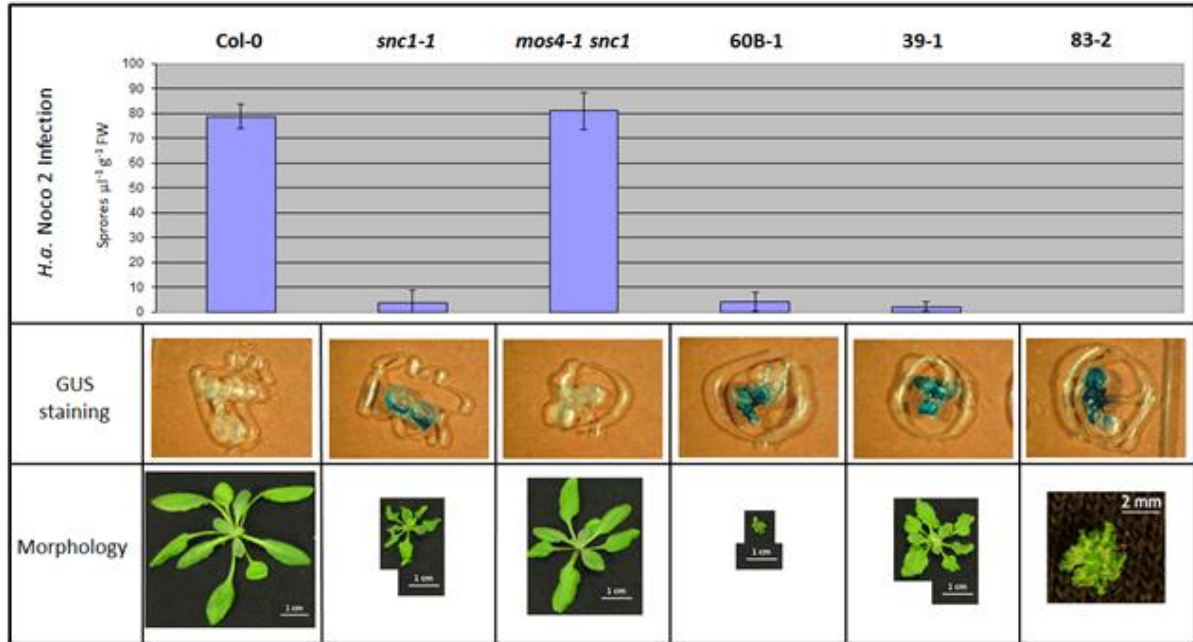 Col-0 snc1-1 mos4-1 snc1 60B-1 39-1 83-2
H.a. Noco 2 Infection
Sprores µl⁻¹ g⁻¹ FW
100
90
80
70
60
50
40
30
20
10
0
GUS
staining
Morphology
1 cm
1 cm
1 cm
1 cm
1 cm
2 mm